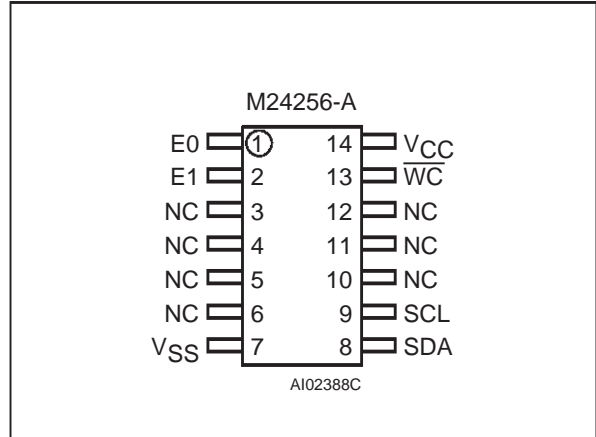 M24256-A
E0 1 14 VCC
E1 2 13 W̅C̅
NC 3 12 NC
NC 4 11 NC
NC 5 10 NC
NC 6 9 SCL
VSS 7 8 SDA
AI02388C